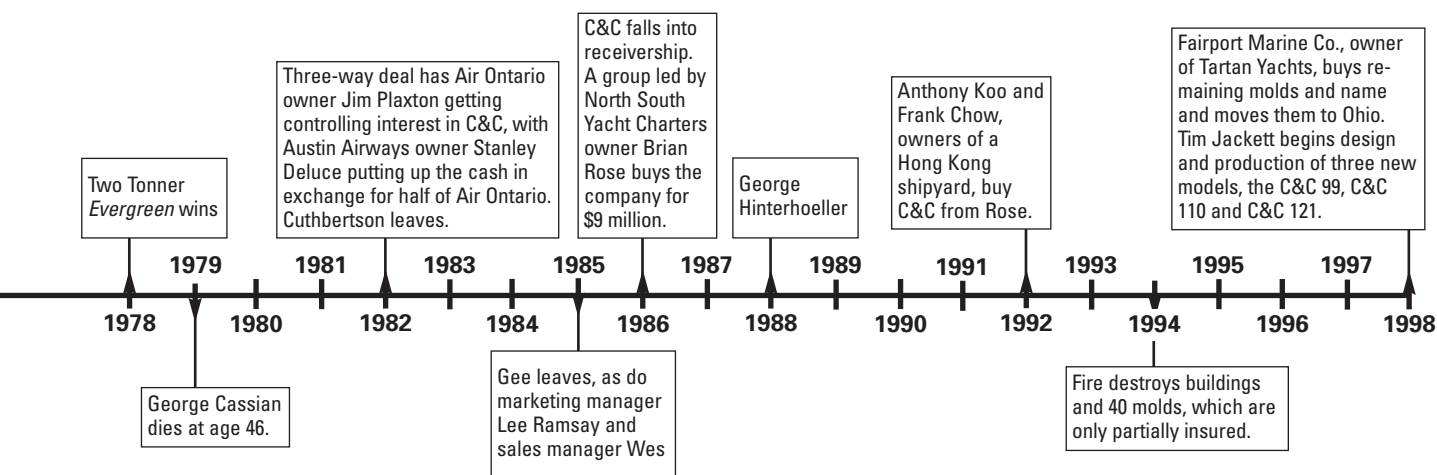 Two Tonner
Evergreen wins
Three-way deal has Air Ontario
owner Jim Plaxton getting
controlling interest in C&C, with
Austin Airways owner Stanley
Deluce putting up the cash in
exchange for half of Air Ontario.
Cuthbertson leaves.
C&C falls into
receivership.
A group led by
North South
Yacht Charters
owner Brian
Rose buys the
company for
$9 million.
George
Hinterhoeller
Anthony Koo and
Frank Chow,
owners of a
Hong Kong
shipyard, buy
C&C from Rose.
Fairport Marine Co., owner
of Tartan Yachts, buys re-
maining molds and name
and moves them to Ohio.
Tim Jackett begins design
and production of three new
models, the C&C 99, C&C
110 and C&C 121.
1979 1981 1983 1985 1987 1989 1991 1993 1995 1997
1978 1980 1982 1984 1986 1988 1990 1992 1994 1996 1998
George Cassian
dies at age 46.
Gee leaves, as do
marketing manager
Lee Ramsay and
sales manager Wes
Fire destroys buildings
and 40 molds, which are
only partially insured.